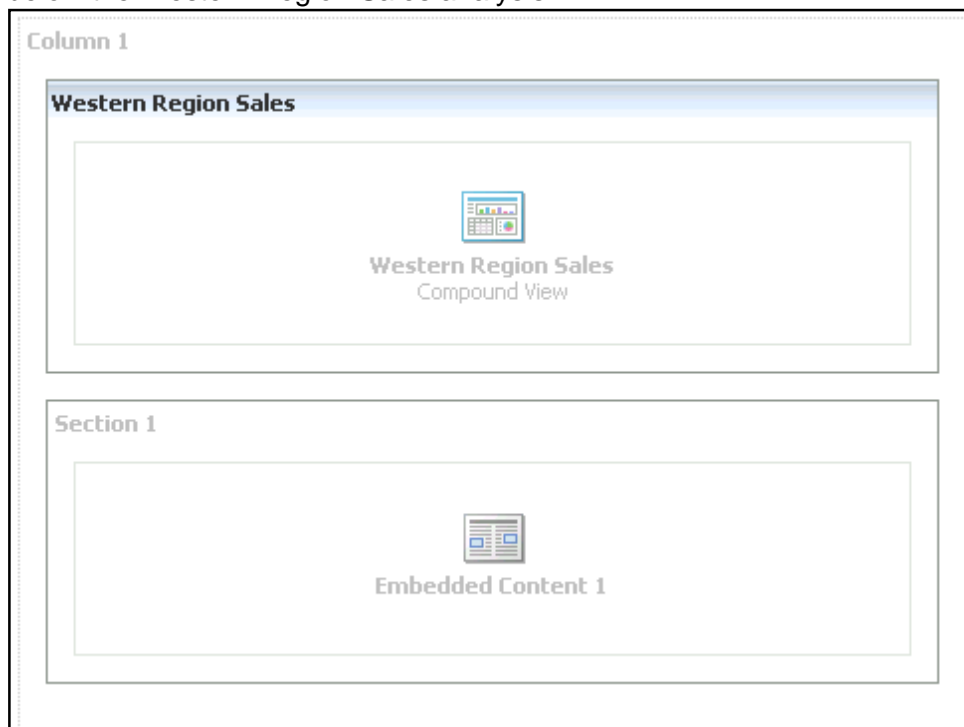 Column 1
Western Region Sales
Western Region Sales
Compound View
Section 1
Embedded Content 1